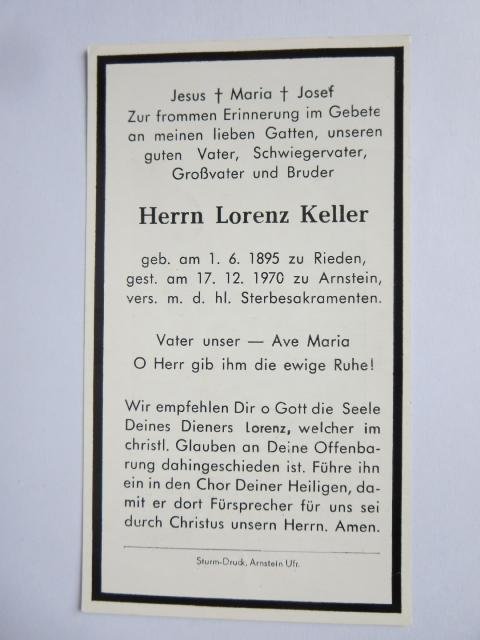 Jesus † Maria † Josef
Zur frommen Erinnerung im Gebete
an meinen lieben Gatten, unseren
guten Vater, Schwiegervater,
Großvater und Bruder
Herrn Lorenz Keller
geb. am 1. 6. 1895 zu Rieden,
gest. am 17. 12. 1970 zu Arnstein,
vers. m. d. hl. Sterbesakramenten.
Vater unser — Ave Maria
O Herr gib ihm die ewige Ruhe!
Wir empfehlen Dir o Gott die Seele
Deines Dieners Lorenz, welcher im
christl. Glauben an Deine Offenba-
rung dahingeschieden ist. Führe ihn
ein in den Chor Deiner Heiligen, da-
mit er dort Fürsprecher für uns sei
durch Christus unsern Herrn. Amen.
Sturm-Druck, Arnstein Ufr.